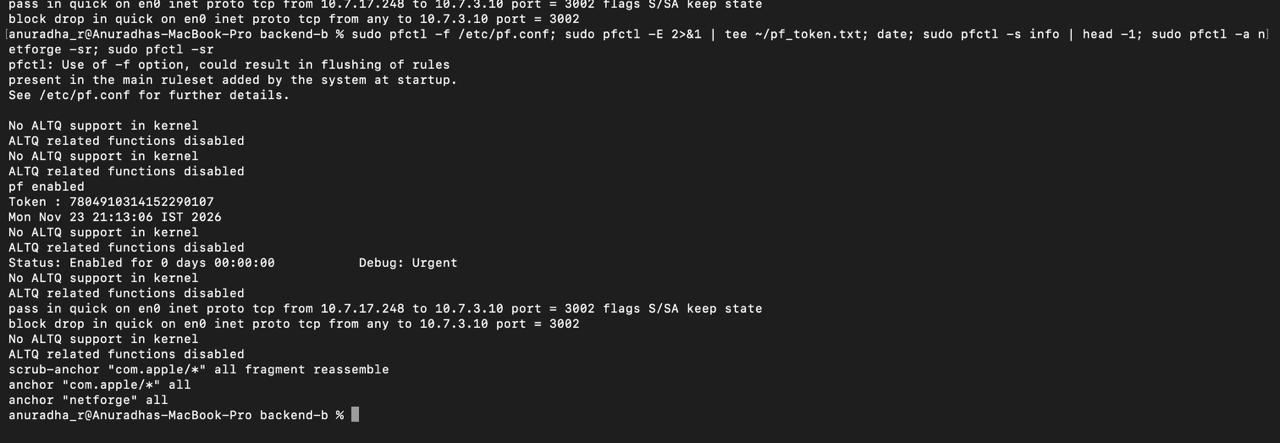 pass in quick on en0 inet proto tcp from 10.7.17.248 to 10.7.3.10 port = 3002 flags S/SA keep state
block drop in quick on en0 inet proto tcp from any to 10.7.3.10 port = 3002
[anuradha_r@Anuradhas-MacBook-Pro backend-b % sudo pfctl -f /etc/pf.conf; sudo pfctl -E 2>&1 | tee ~/pf_token.txt; date; sudo pfctl -s info | head -1; sudo pfctl -a n]
etforge -sr; sudo pfctl -sr
pfctl: Use of -f option, could result in flushing of rules
present in the main ruleset added by the system at startup.
See /etc/pf.conf for further details.

No ALTQ support in kernel
ALTQ related functions disabled
No ALTQ support in kernel
ALTQ related functions disabled
pf enabled
Token : 7804910314152290107
Mon Nov 23 21:13:06 IST 2026
No ALTQ support in kernel
ALTQ related functions disabled
Status: Enabled for 0 days 00:00:00           Debug: Urgent
No ALTQ support in kernel
ALTQ related functions disabled
pass in quick on en0 inet proto tcp from 10.7.17.248 to 10.7.3.10 port = 3002 flags S/SA keep state
block drop in quick on en0 inet proto tcp from any to 10.7.3.10 port = 3002
No ALTQ support in kernel
ALTQ related functions disabled
scrub-anchor "com.apple/*" all fragment reassemble
anchor "com.apple/*" all
anchor "netforge" all
anuradha_r@Anuradhas-MacBook-Pro backend-b %